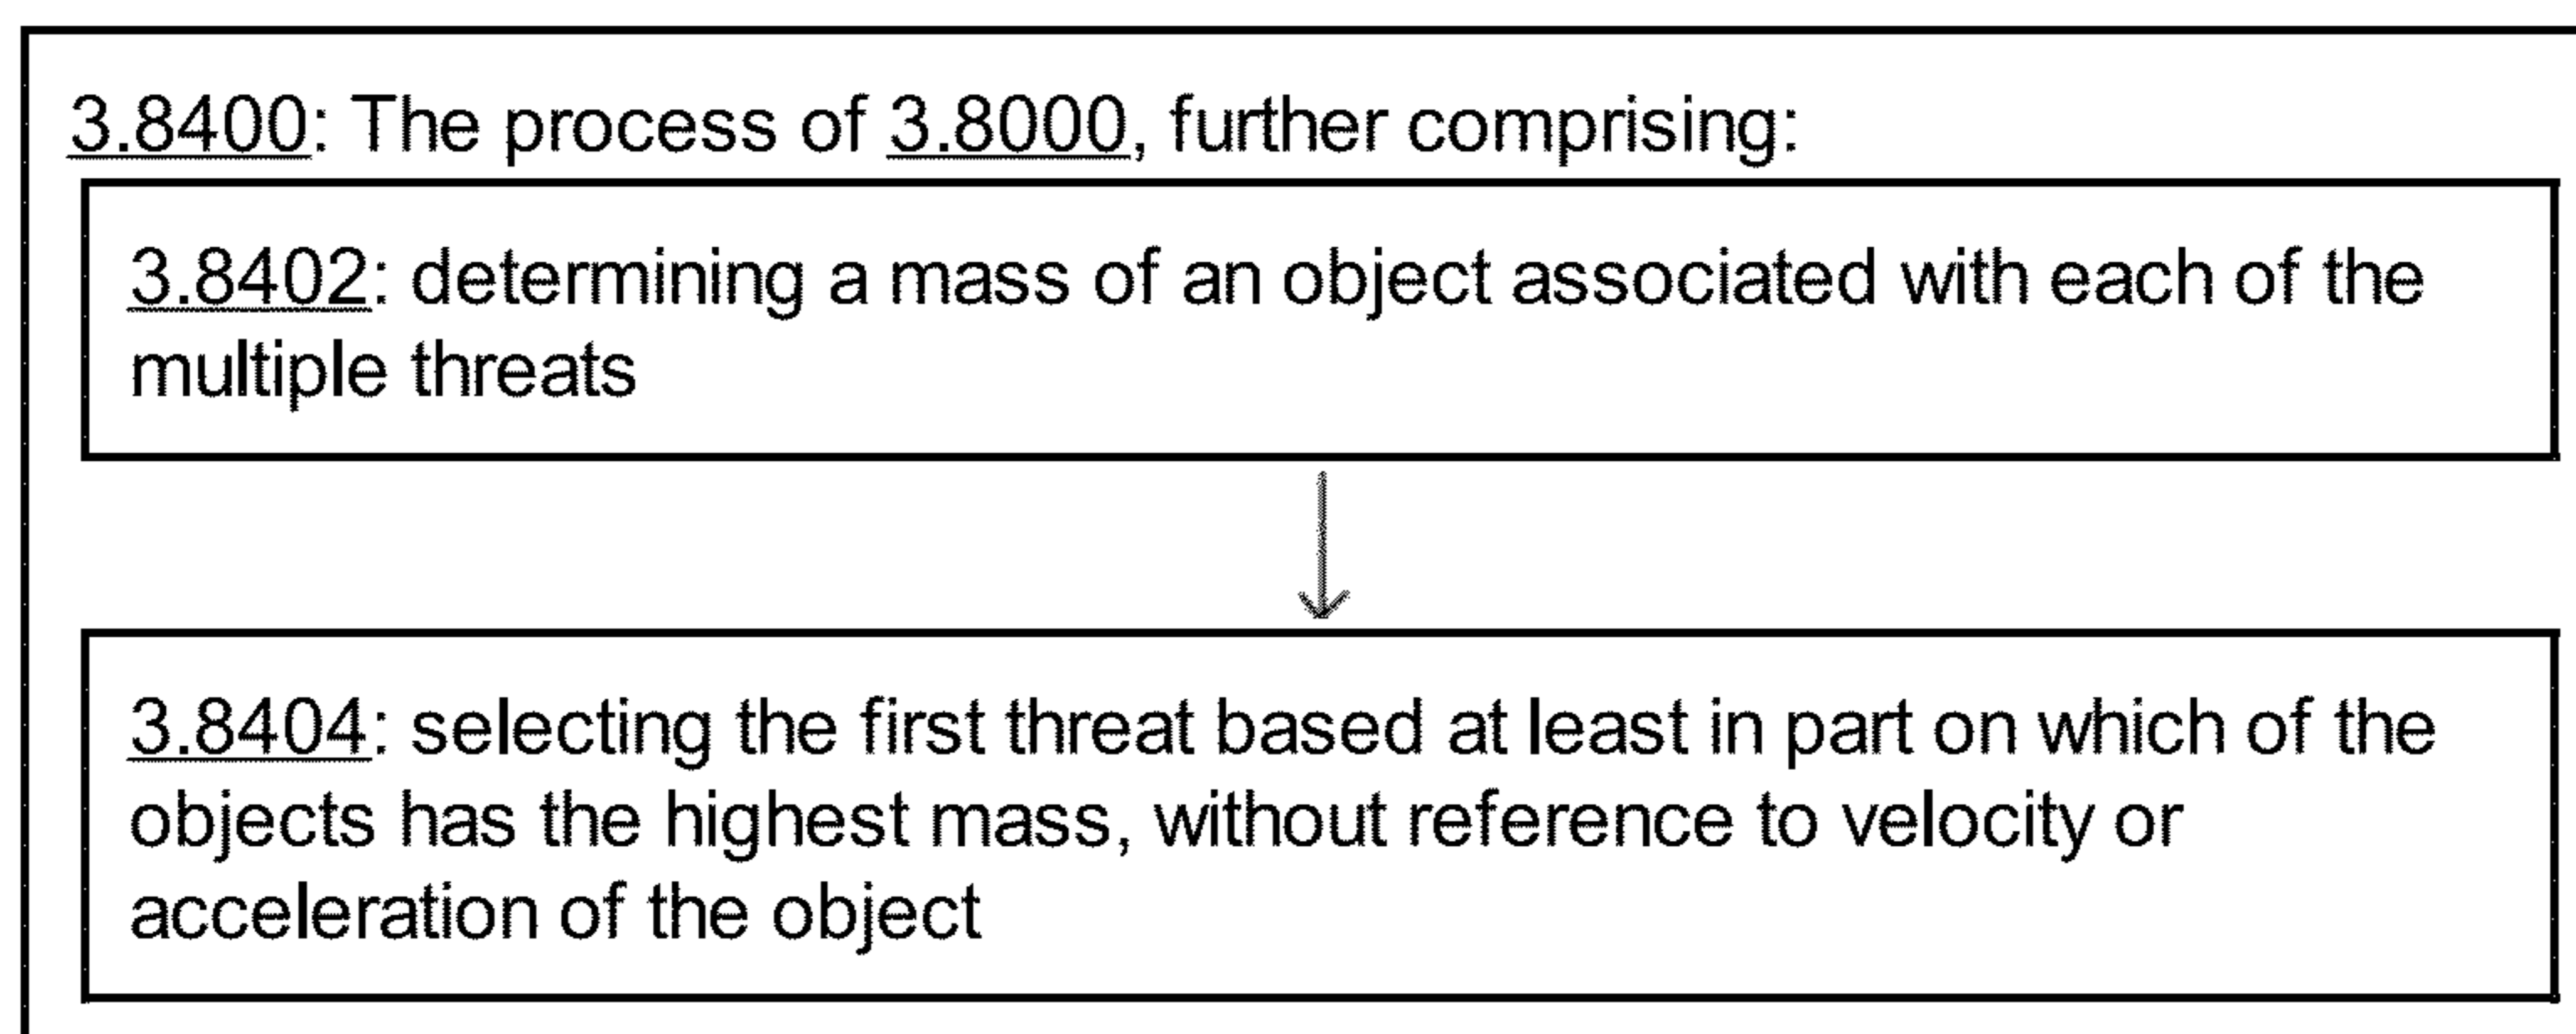 3.8400: The process of 3.8000, further comprising:
3.8402: determining a mass of an object associated with each of the
multiple threats
3.8404: selecting the first threat based at least in part on which of the
objects has the highest mass, without reference to velocity or
acceleration of the object